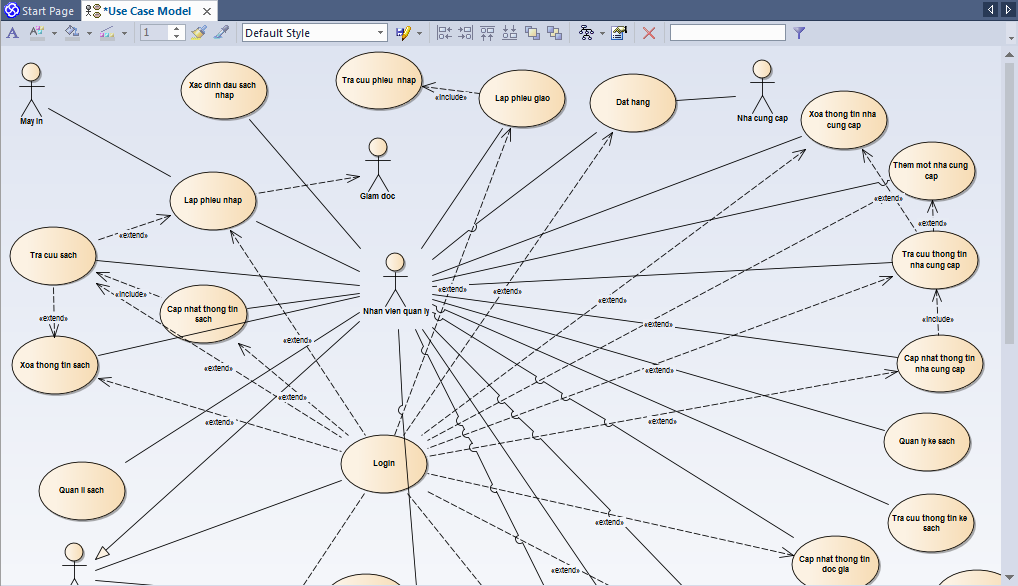 Start Page
*Use Case Model
1
Default Style
May in
Xac dinh dau sach
nhap
Tra cuu phieu nhap
«include»
Lap phieu giao
Dat hang
Nha cung cap
Xoa thong tin nha
cung cap
Them mot nha cung
cap
«extend»
«extend»
Giam doc
Lap phieu nhap
«extend»
Tra cuu sach
Tra cuu thong tin
nha cung cap
«include»
Cap nhat thong tin
sach
Nhan vien quan ly
«extend»
«extend»
«extend»
«extend»
«include»
«extend»
«extend»
Xoa thong tin sach
«extend»
«extend»
Cap nhat thong tin
nha cung cap
«extend»
«extend»
«extend»
Quan ly ke sach
Login
Quan li sach
Tra cuu thong tin ke
sach
«extend»
Cap nhat thong tin
doc gia
«extend»